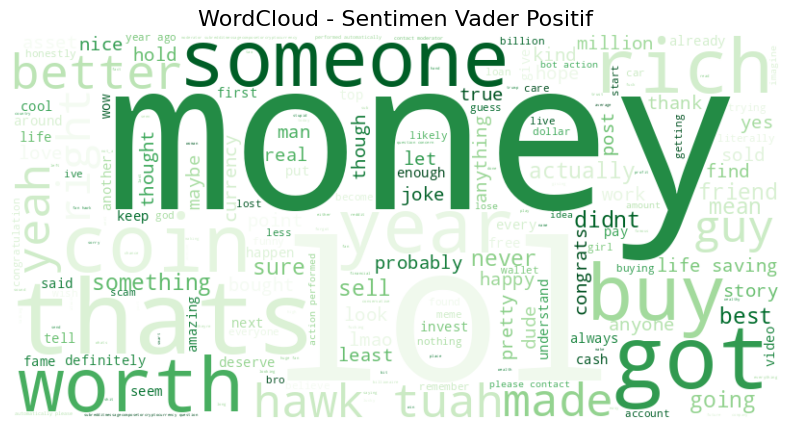 WordCloud - Sentimen Vader Positif
year ago
nice
hold
billion
million
already
better
someone
kind
hope
bot action
rich
cool
wow
first
true
guess
care
start
car
around
money
thank
trying
life
right
man
though
likely
live
dollar
post
yes
love
thought
real
let
anything
getting
literally
another
maybe
currency
put
enough
actually
sold
find
live
joke
work
friend
mean
keep
god
lost
lose
idea
amount
yeah
coin
year
didnt
guy
less
every
free
girl
pay
congratulation
said
something
happen
sure
probably
never
congrats
buying
life saving
scam
bought
sell
happy
wallet
story
thats
lol
buy
next
everyone
action performed
look
meme
pretty
dude
understand
anyone
best
tell
amazing
lmao
invest
nothing
always
video
fame
definitely
deserve
least
cash
got
worth
seem
bro
remember
please contact
going
hawk
tuah
made
account